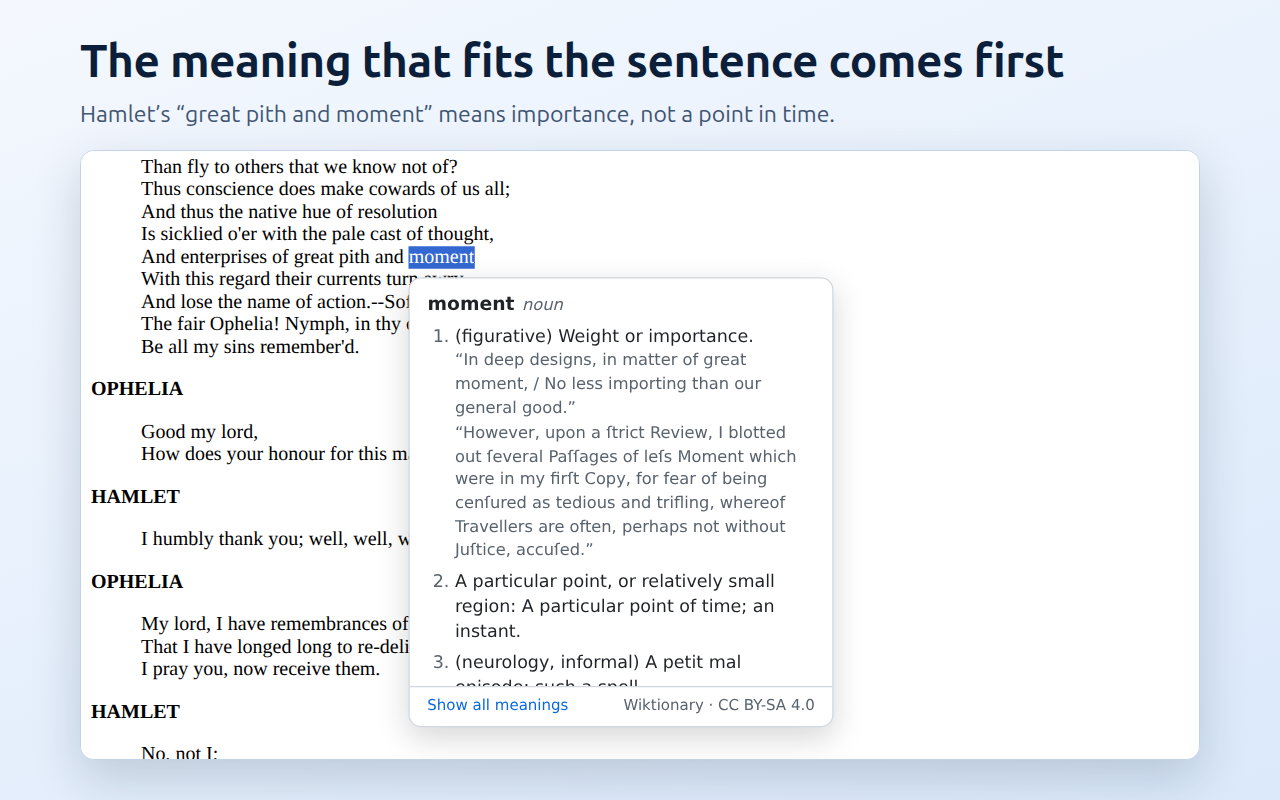 The meaning that fits the sentence comes first
Hamlet’s “great pith and moment” means importance, not a point in time.
Than fly to others that we know not of?
Thus conscience does make cowards of us all;
And thus the native hue of resolution
Is sicklied o'er with the pale cast of thought,
And enterprises of great pith and moment
With this regard their currents turn awry,
And lose the name of action.--Sof
The fair Ophelia! Nymph, in thy
Be all my sins remember'd.
OPHELIA
Good my lord,
How does your honour for this
HAMLET
I humbly thank you; well, well,
OPHELIA
My lord, I have remembrances of
That I have longed long to re-deli
I pray you, now receive them.
HAMLET
No, not I;
moment noun
1. (figurative) Weight or importance.
“In deep designs, in matter of great
moment, / No less importing than our
general good.”
“However, upon a ſtrict Review, I blotted
out ſeveral Paſſages of leſs Moment which
were in my firſt Copy, for fear of being
cenſured as tedious and trifling, whereof
Travellers are often, perhaps not without
Juſtice, accuſed.”
2. A particular point, or relatively small
region: A particular point of time; an
instant.
3. (neurology, informal) A petit mal
episode; such a spell.
Show all meanings
Wiktionary · CC BY-SA 4.0